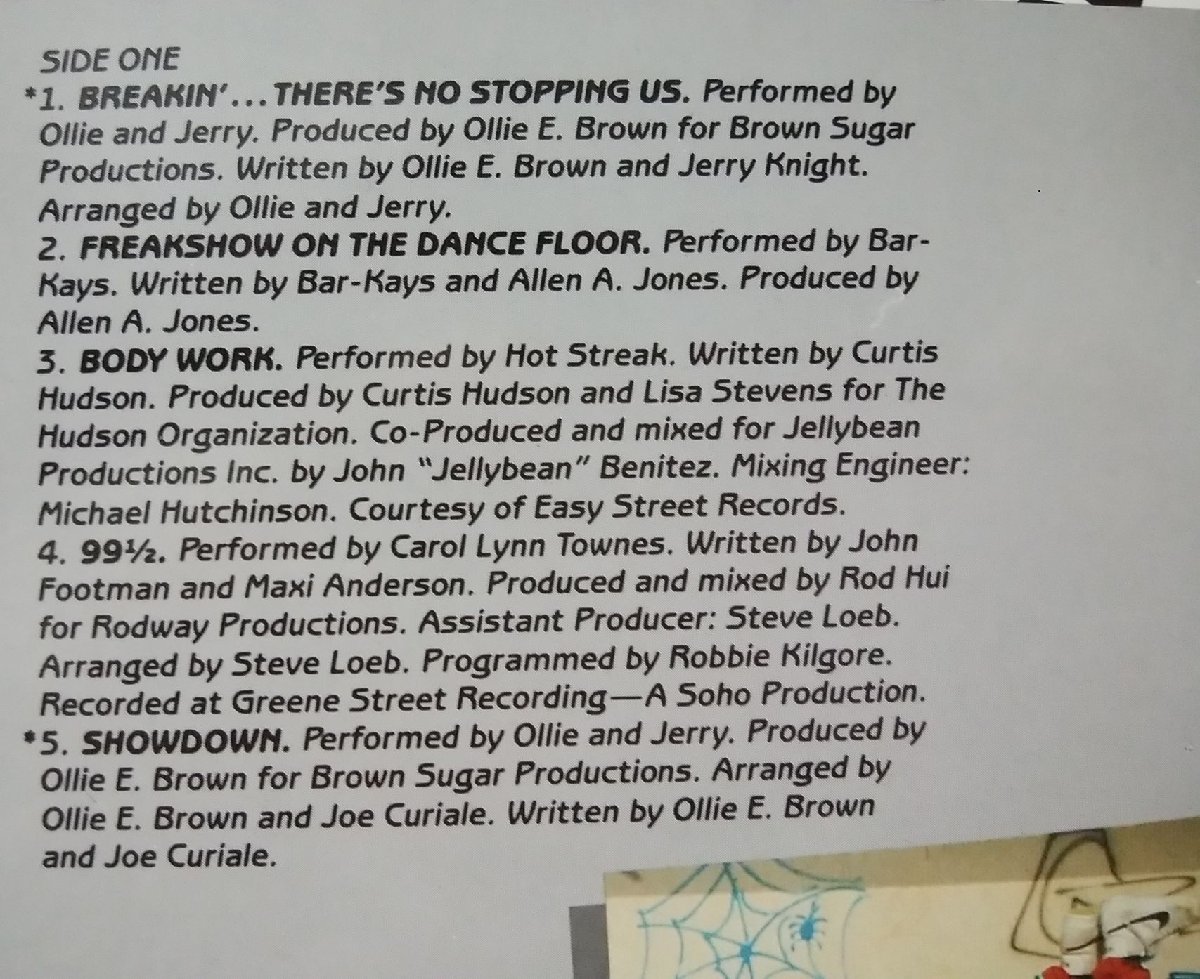 SIDE ONE
*1. BREAKIN'... THERE'S NO STOPPING US. Performed by
Ollie and Jerry. Produced by Ollie E. Brown for Brown Sugar
Productions. Written by Ollie E. Brown and Jerry Knight.
Arranged by Ollie and Jerry.
2. FREAKSHOW ON THE DANCE FLOOR. Performed by Bar-
Kays. Written by Bar-Kays and Allen A. Jones. Produced by
Allen A. Jones.
3. BODY WORK. Performed by Hot Streak. Written by Curtis
Hudson. Produced by Curtis Hudson and Lisa Stevens for The
Hudson Organization. Co-Produced and mixed for Jellybean
Productions Inc. by John "Jellybean" Benitez. Mixing Engineer:
Michael Hutchinson. Courtesy of Easy Street Records.
4. 99½. Performed by Carol Lynn Townes. Written by John
Footman and Maxi Anderson. Produced and mixed by Rod Hui
for Rodway Productions. Assistant Producer: Steve Loeb.
Arranged by Steve Loeb. Programmed by Robbie Kilgore.
Recorded at Greene Street Recording—A Soho Production.
*5. SHOWDOWN. Performed by Ollie and Jerry. Produced by
Ollie E. Brown for Brown Sugar Productions. Arranged by
Ollie E. Brown and Joe Curiale. Written by Ollie E. Brown
and Joe Curiale.